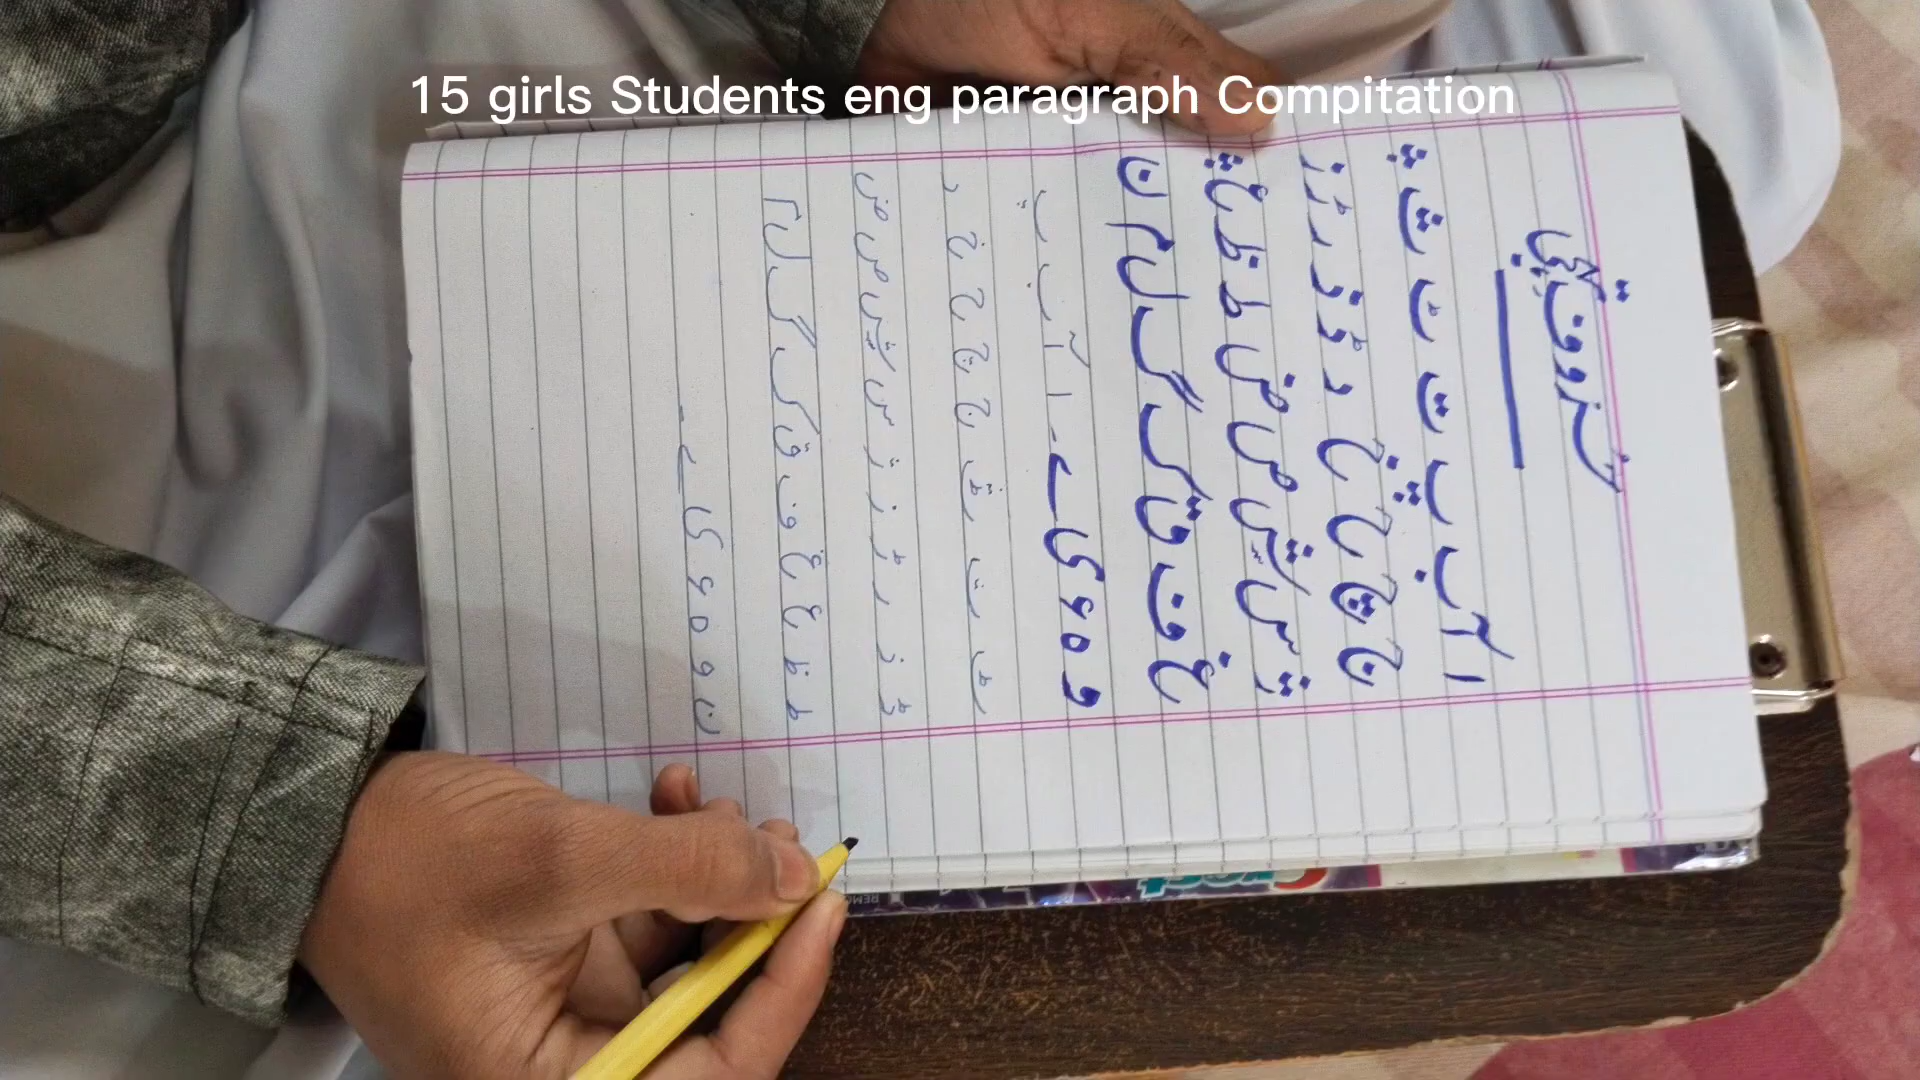 15 girls Students eng paragraph Compitation
حروف تہجی
ا آ ب پ ت ٹ ث
ج چ ح خ د ڈ ذ ر ڑ ز
ژ س ش ص ض ط ظ ع
غ ف ق ک گ ل م ن
و ہ ء ی ے ۔ ا آ ب پ
ت ٹ ث ج چ ح خ د
ڈ ذ ر ڑ ز ژ س ش ص ض
ط ظ ع غ ف ق ک گ ل م
ن و ہ ء ی ے ۔